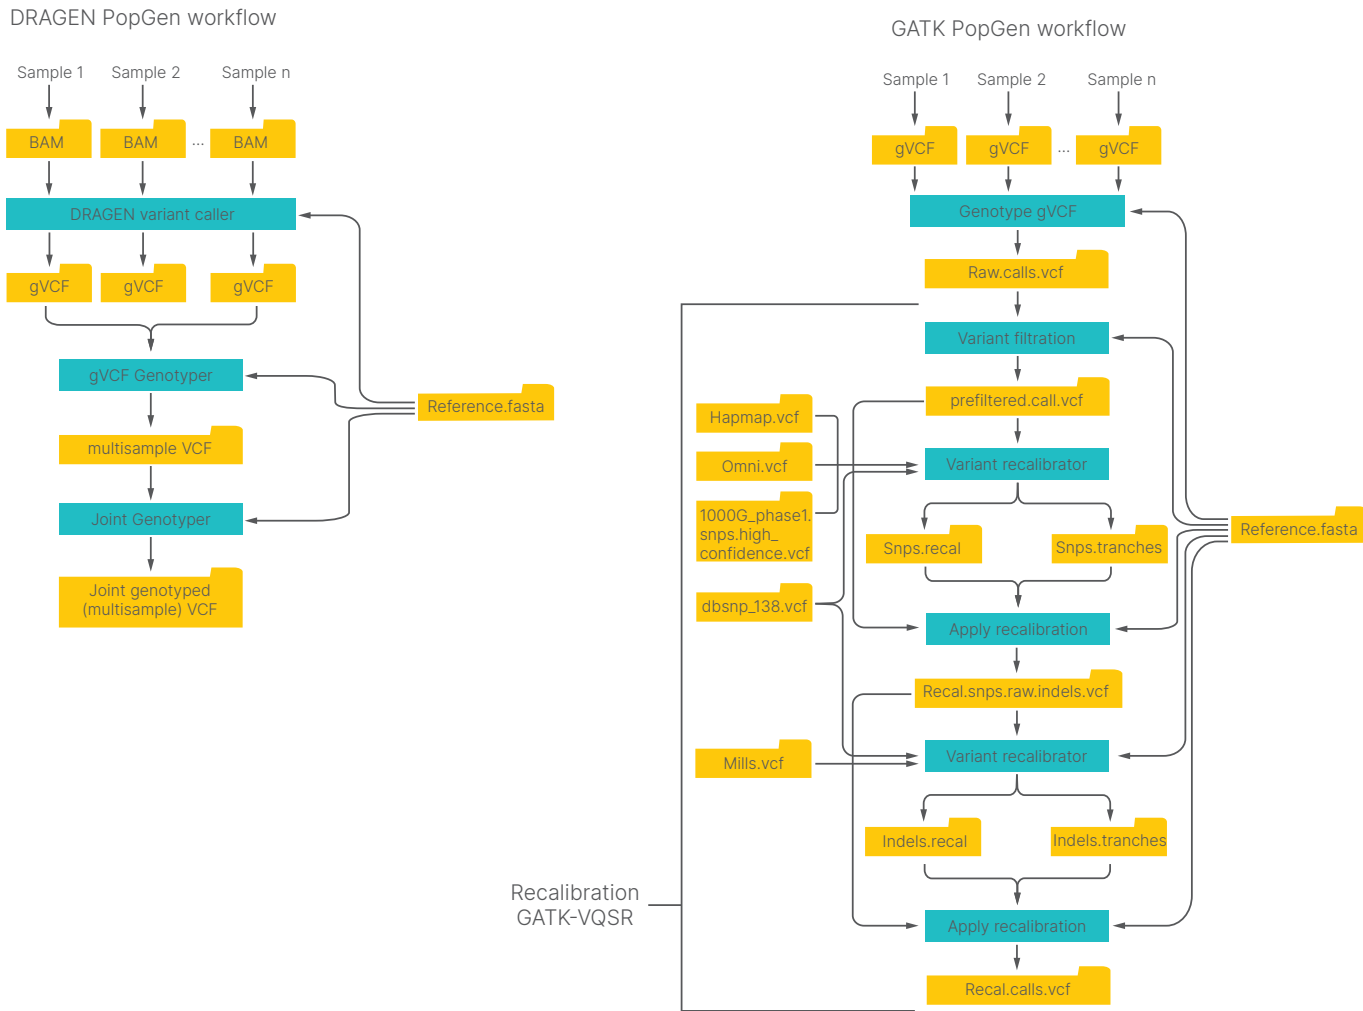 DRAGEN PopGen workflow
Sample 1 Sample 2 Sample n
BAM BAM ... BAM
DRAGEN variant caller
gVCF gVCF gVCF
gVCF Genotyper
Reference.fasta
multisample VCF
Joint Genotyper
Joint genotyped
(multisample) VCF
GATK PopGen workflow
Sample 1 Sample 2 Sample n
gVCF gVCF ... gVCF
Genotype gVCF
Raw.calls.vcf
Variant filtration
prefiltered.call.vcf
Hapmap.vcf
Omni.vcf
Variant recalibrator
1000G_phase1.
snps.high_
confidence.vcf
Snps.recal Snps.tranches
Reference.fasta
dbsnp_138.vcf
Apply recalibration
Recal.snps.raw.indels.vcf
Variant recalibrator
Mills.vcf
Indels.recal Indels.tranches
Recalibration
GATK-VQSR
Apply recalibration
Recal.calls.vcf